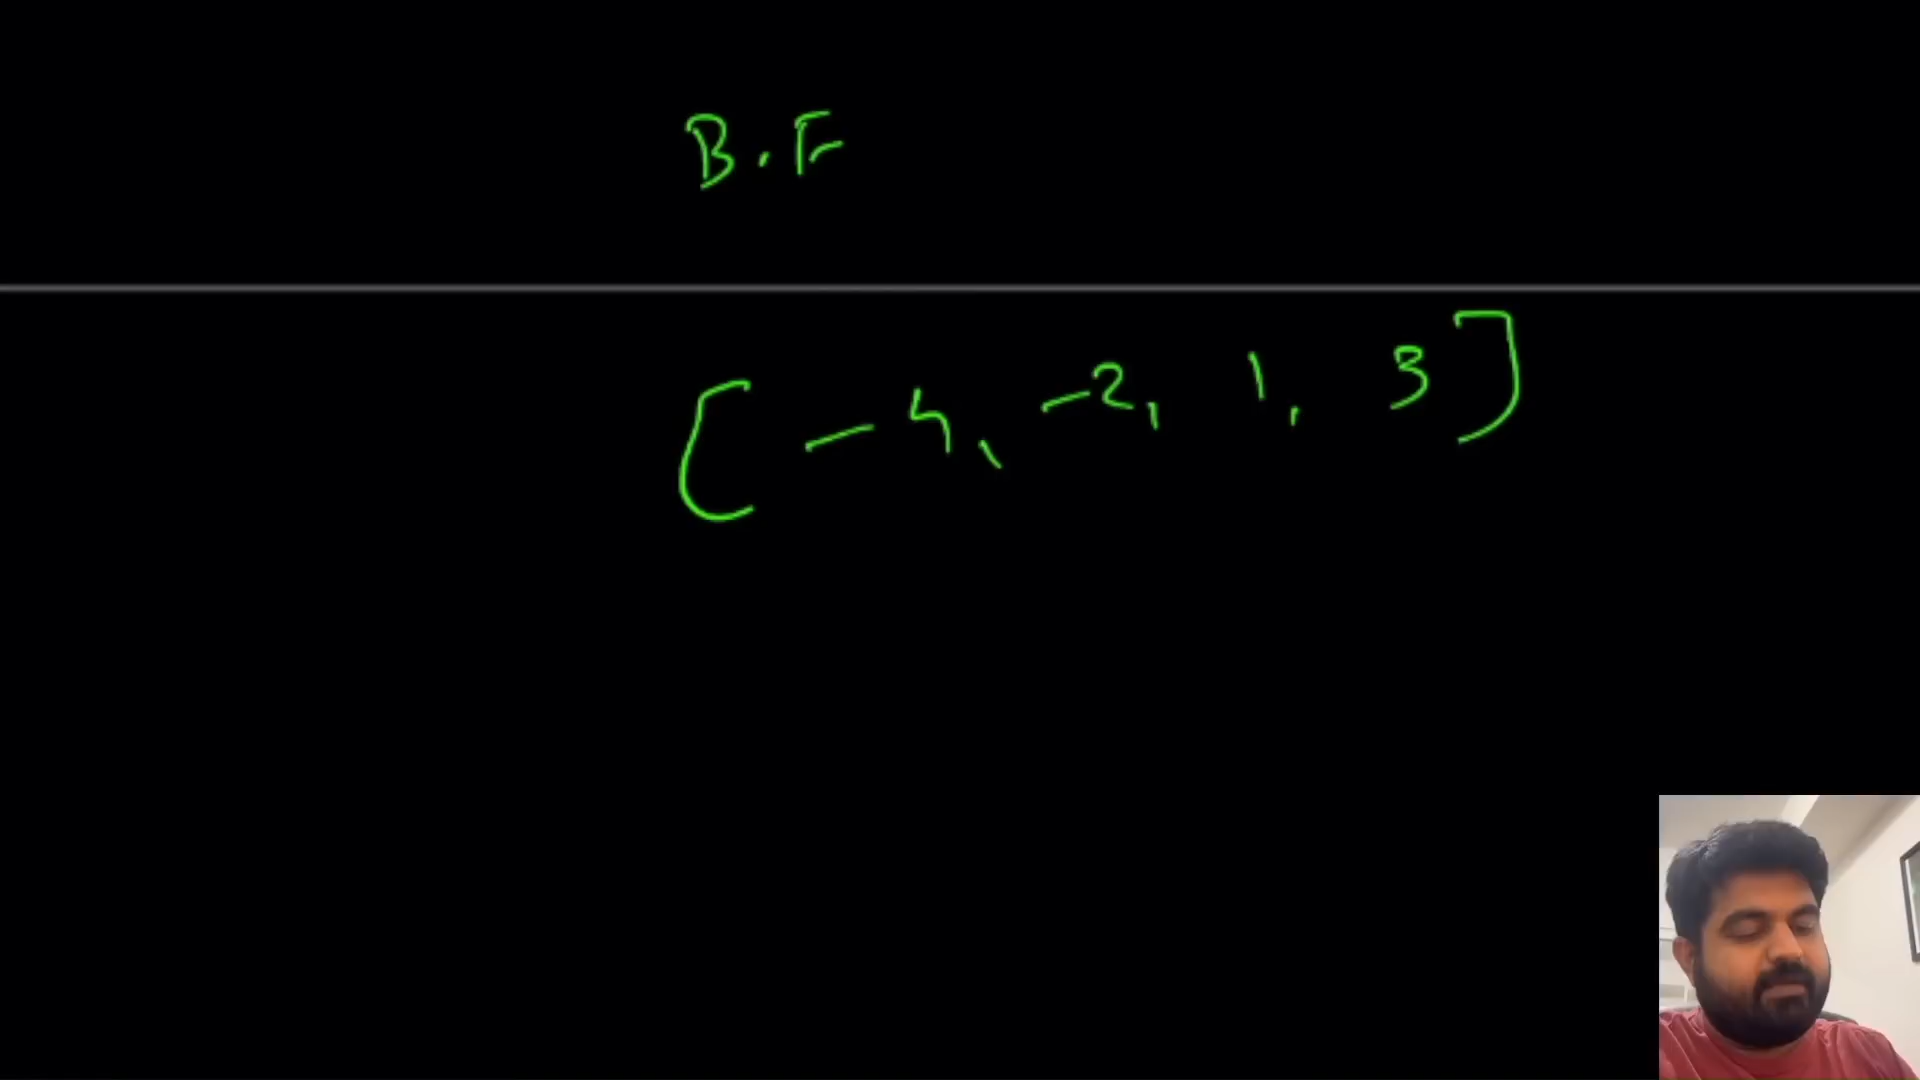 B.F
[-4, -2, 1, 3]